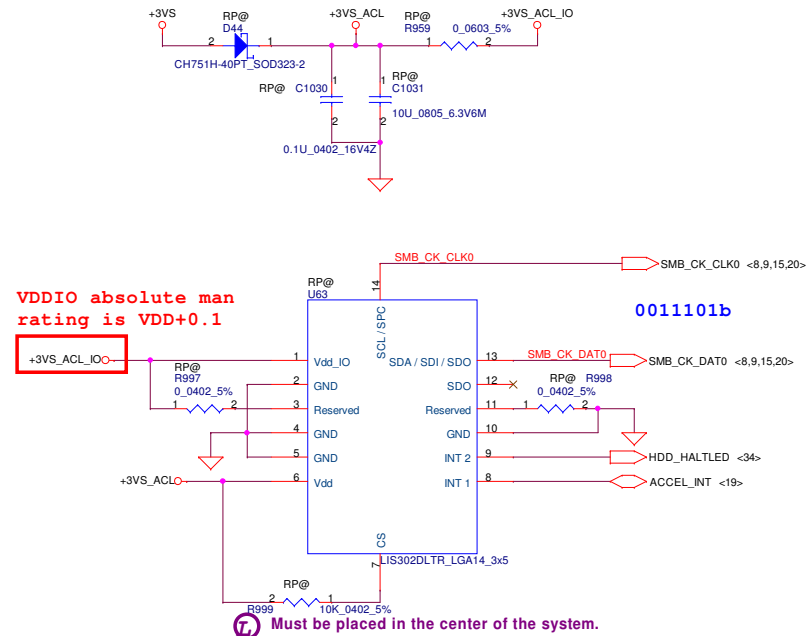 +3VS
RP@
D44
2
1
CH751H-40PT_SOD323-2
+3VS_ACL
RP@
R959
0_0603_5%
1
2
+3VS_ACL_IO
RP@
C1030
1
2
0.1U_0402_16V4Z
1
RP@
C1031
10U_0805_6.3V6M
2
VDDIO absolute man
rating is VDD+0.1
+3VS_ACL_IO
RP@
R997
0_0402_5%
1
2
+3VS_ACL
RP@
U63
SMB_CK_CLK0
SMB_CK_CLK0 <8,9,15,20>
14
SCL / SPC
0011101b
1 Vdd_IO
2 GND
3 Reserved
4 GND
5 GND
6 Vdd
SDA / SDI / SDO 13
SMB_CK_DAT0
SMB_CK_DAT0 <8,9,15,20>
SDO 12
Reserved 11
RP@ R998
0_0402_5%
1
2
GND 10
INT 2 9
HDD_HALTLED <34>
INT 1 8
ACCEL_INT <19>
CS
7
LIS302DLTR_LGA14_3x5
RP@
2
1
R999
10K_0402_5%
L Must be placed in the center of the system.